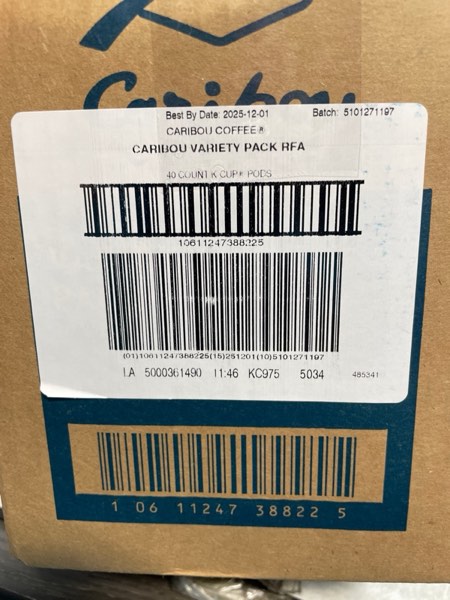 Caribou
Best By Date: 2025-12-01 Batch: 5101271197
CARIBOU COFFEE®
CARIBOU VARIETY PACK RFA
40 COUNT K CUP® PODS
10611247388225
(01)10611247388225(15)251201(10)5101271197
LA 5000361490 11:46 KC975 5034 485341
1 06 11247 38822 5